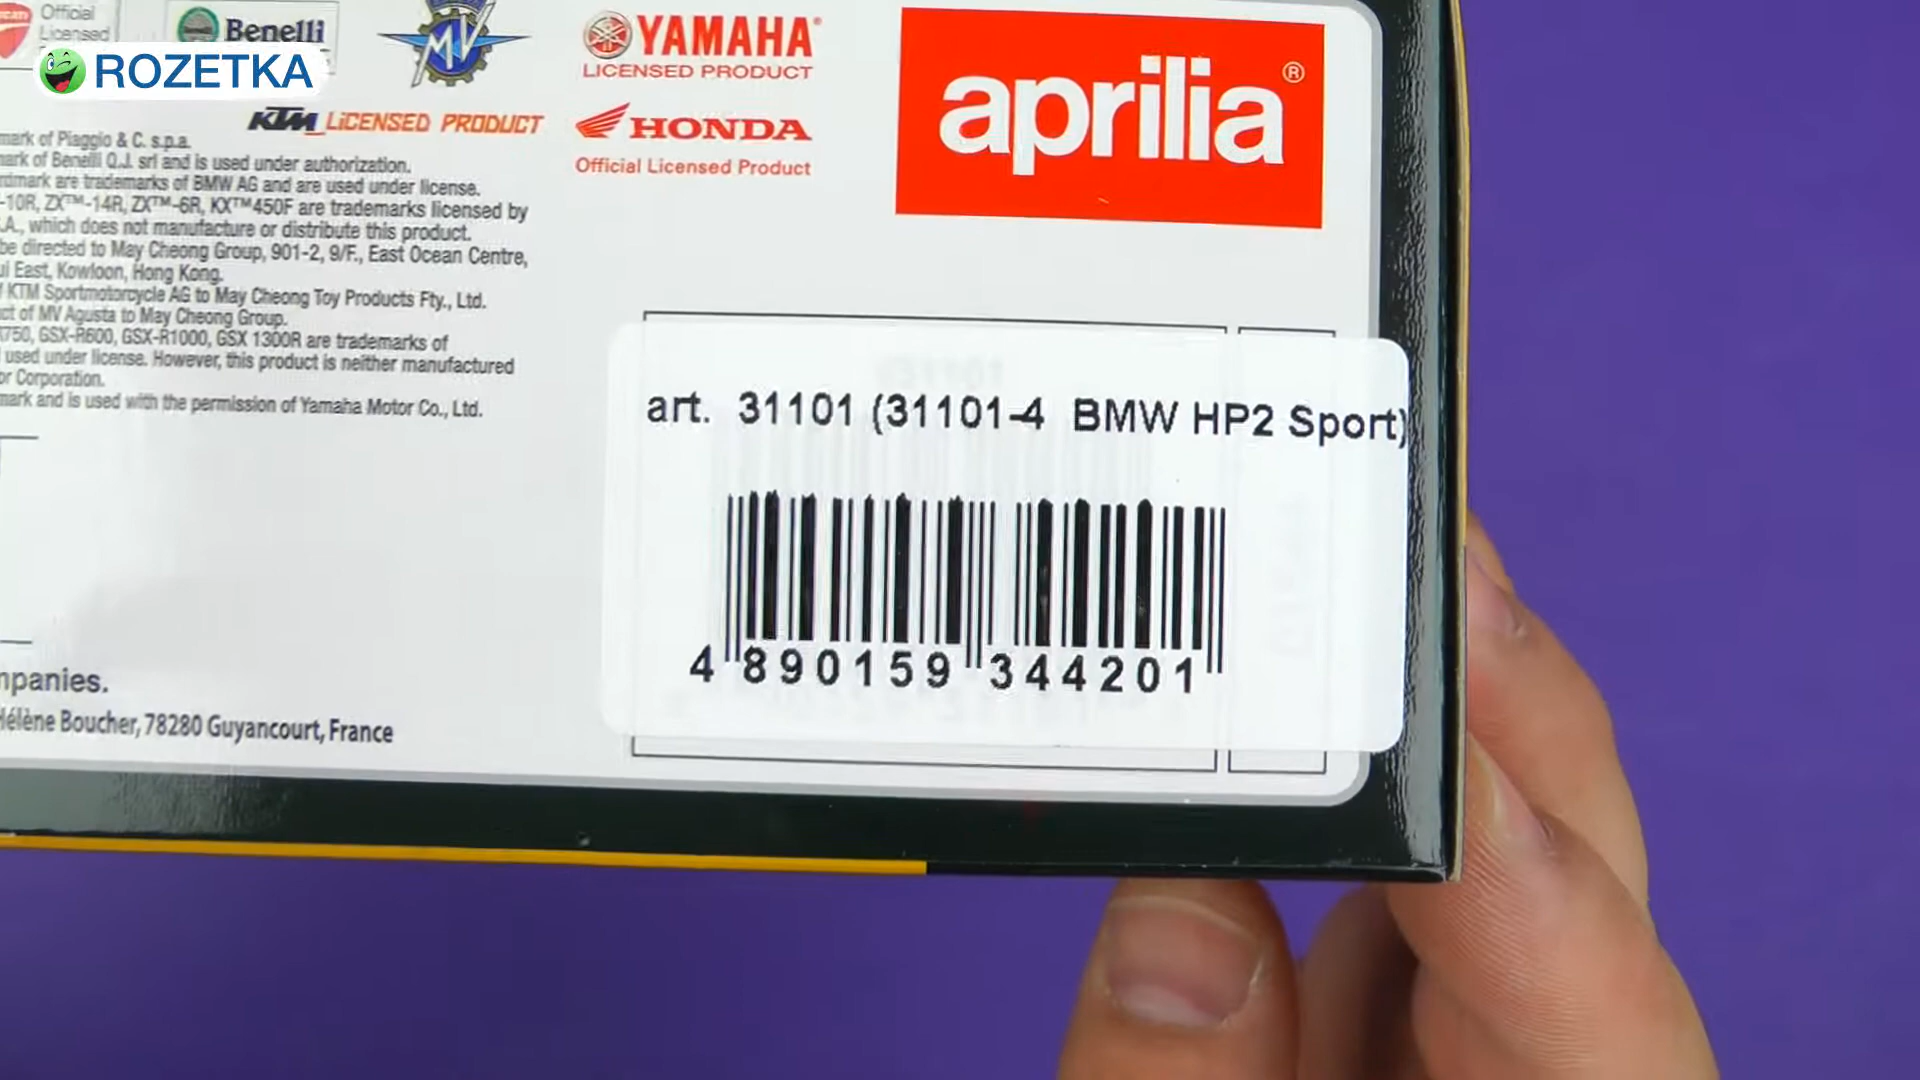 Official
Licensed
Benelli
MV
YAMAHA®
LICENSED PRODUCT
aprilia®
ROZETKA
KTM LICENSED PRODUCT
HONDA
Official Licensed Product
mark of Piaggio & C. s.p.a.
mark of Benelli Q.J. srl and is used under authorization.
are trademarks of BMW AG and are used under license.
-10R, ZX™-14R, ZX™-6R, KX™450F are trademarks licensed by
.A., which does not manufacture or distribute this product.
be directed to May Cheong Group, 901-2, 9/F., East Ocean Centre,
East, Kowloon, Hong Kong.
KTM Sportmotorcycle AG to May Cheong Toy Products Fty., Ltd.
of MV Agusta to May Cheong Group.
GSX-R600, GSX-R1000, GSX 1300R are trademarks of
used under license. However, this product is neither manufactured
or Corporation.
mark and is used with the permission of Yamaha Motor Co., Ltd.
art. 31101 (31101-4 BMW HP2 Sport)
4 890159 344201
mpanies.
Hélène Boucher, 78280 Guyancourt, France